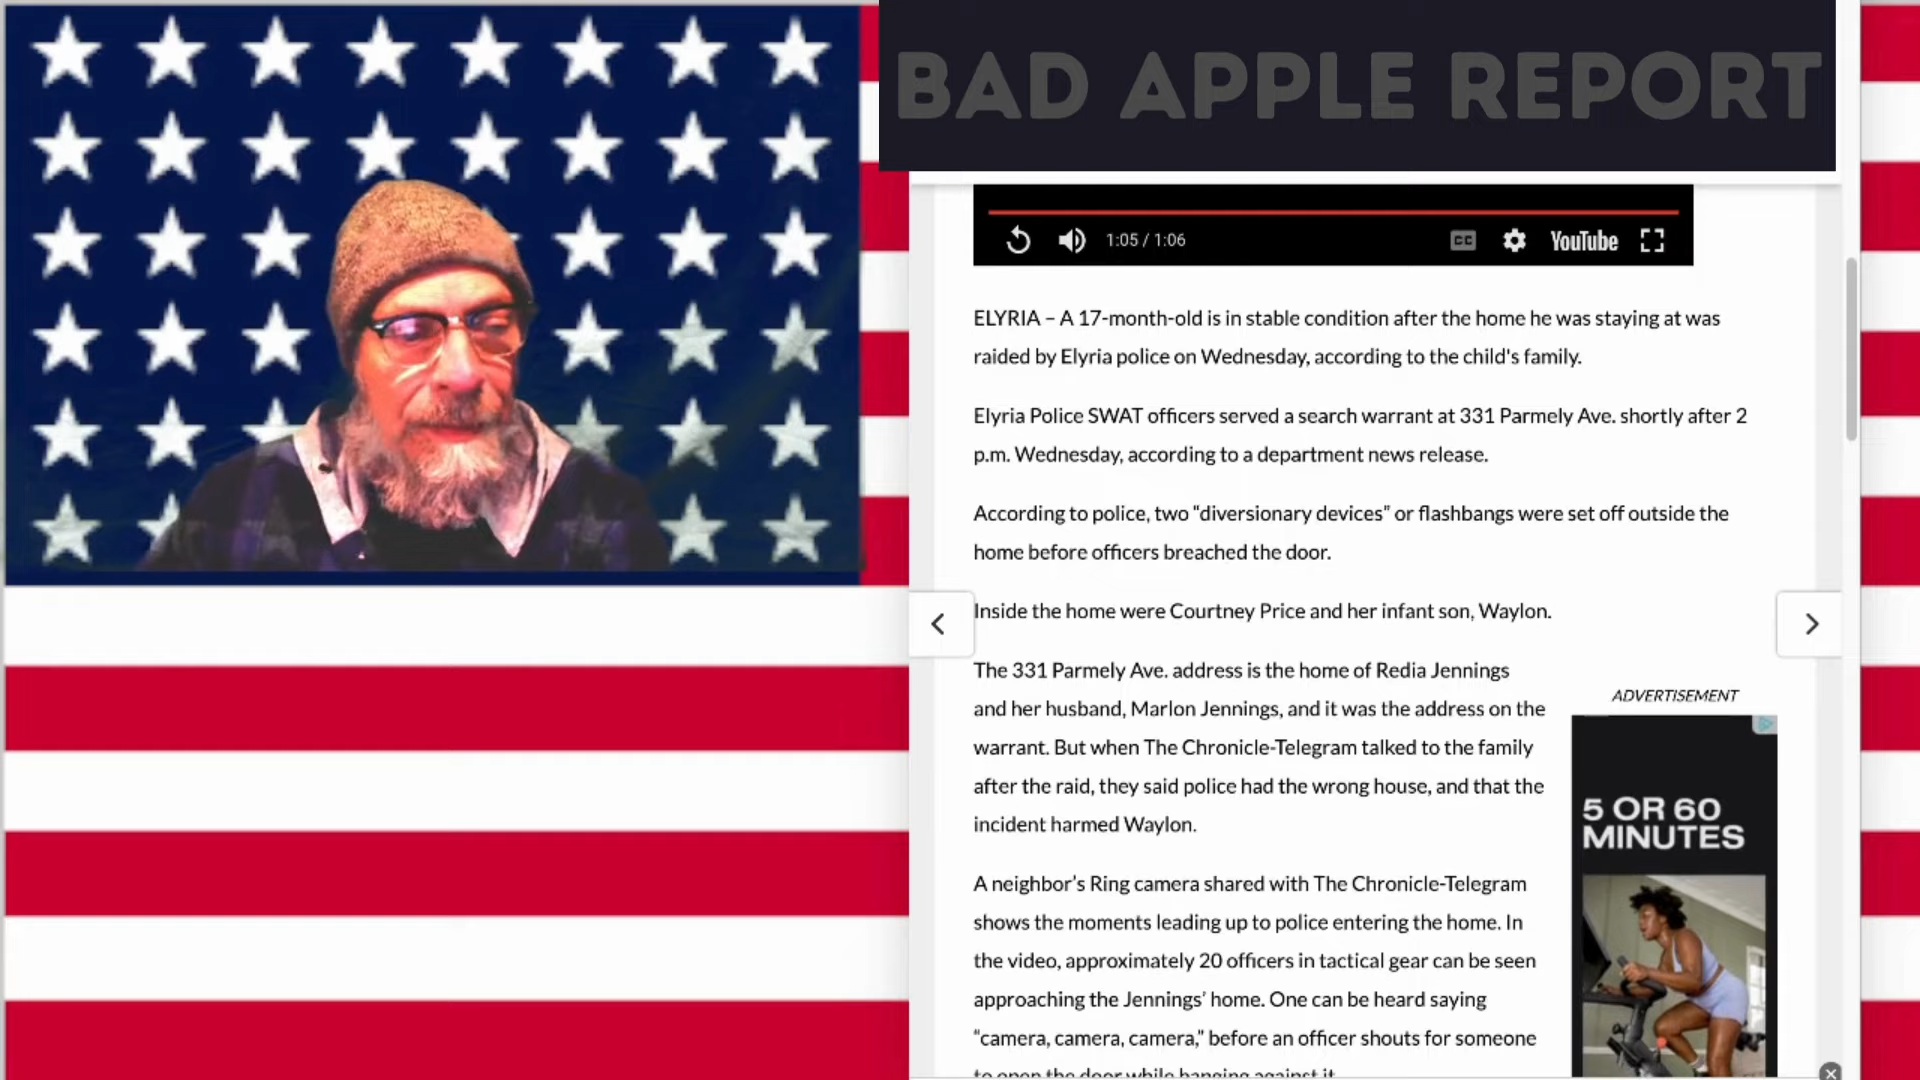 BAD APPLE REPORT
1:05 / 1:06
CC
YouTube
ELYRIA – A 17-month-old is in stable condition after the home he was staying at was
raided by Elyria police on Wednesday, according to the child's family.
Elyria Police SWAT officers served a search warrant at 331 Parmely Ave. shortly after 2
p.m. Wednesday, according to a department news release.
According to police, two “diversionary devices” or flashbangs were set off outside the
home before officers breached the door.
Inside the home were Courtney Price and her infant son, Waylon.
The 331 Parmely Ave. address is the home of Redia Jennings
and her husband, Marlon Jennings, and it was the address on the
warrant. But when The Chronicle-Telegram talked to the family
after the raid, they said police had the wrong house, and that the
incident harmed Waylon.
A neighbor’s Ring camera shared with The Chronicle-Telegram
shows the moments leading up to police entering the home. In
the video, approximately 20 officers in tactical gear can be seen
approaching the Jennings’ home. One can be heard saying
“camera, camera, camera,” before an officer shouts for someone
to open the door while banging against it.
ADVERTISEMENT
5 OR 60
MINUTES